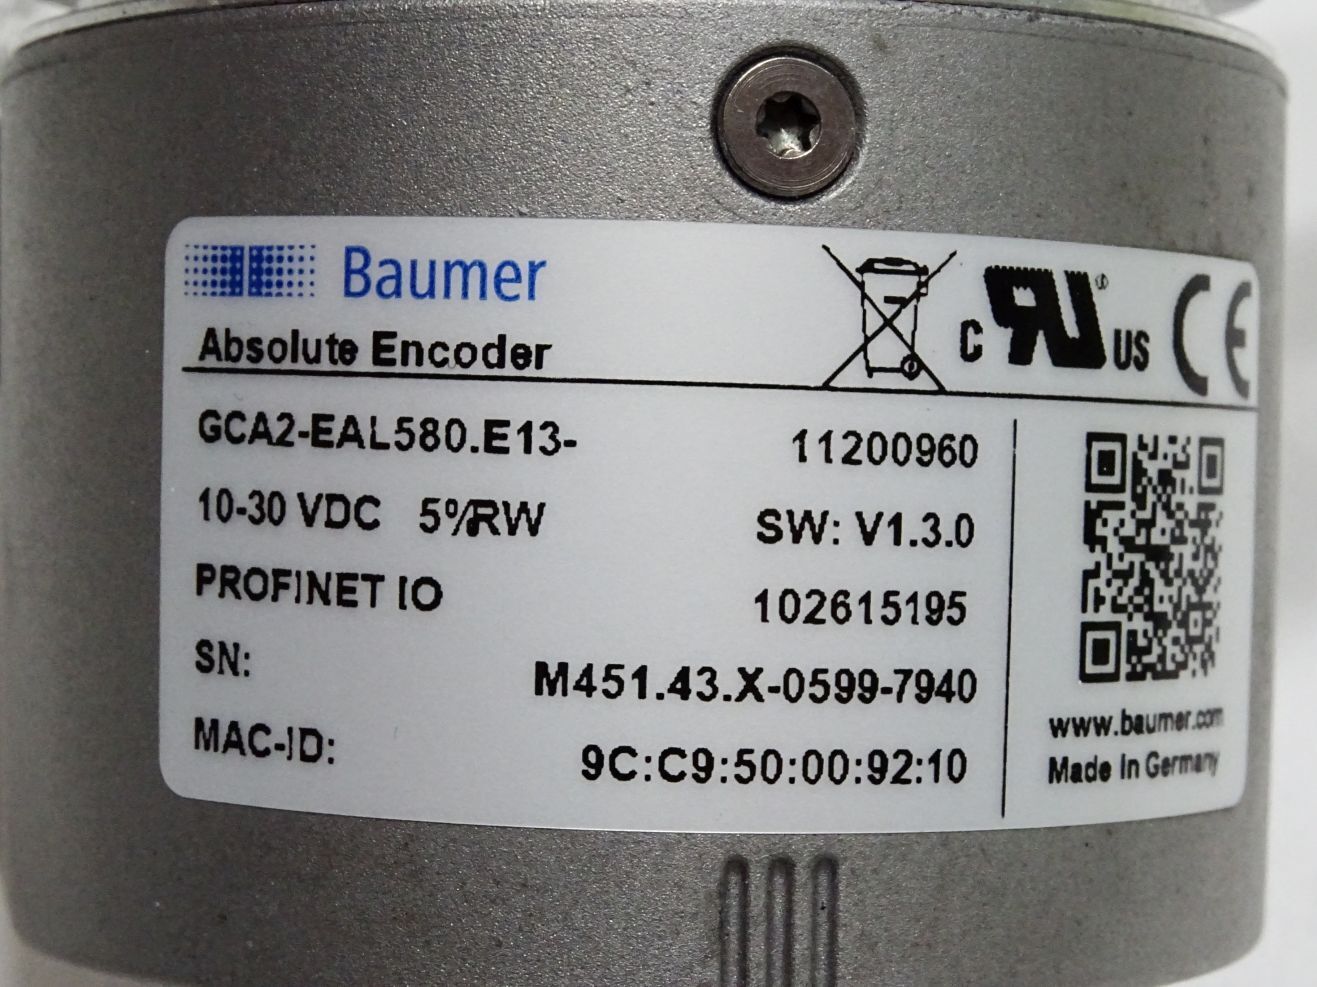 Baumer
Absolute Encoder
C UL ® US CE
GCA2-EAL580.E13- 11200960
10-30 VDC 5%RW SW: V1.3.0
PROFINET IO 102615195
SN: M451.43.X-0599-7940
MAC-ID: 9C:C9:50:00:92:10
www.baumer.com
Made In Germany